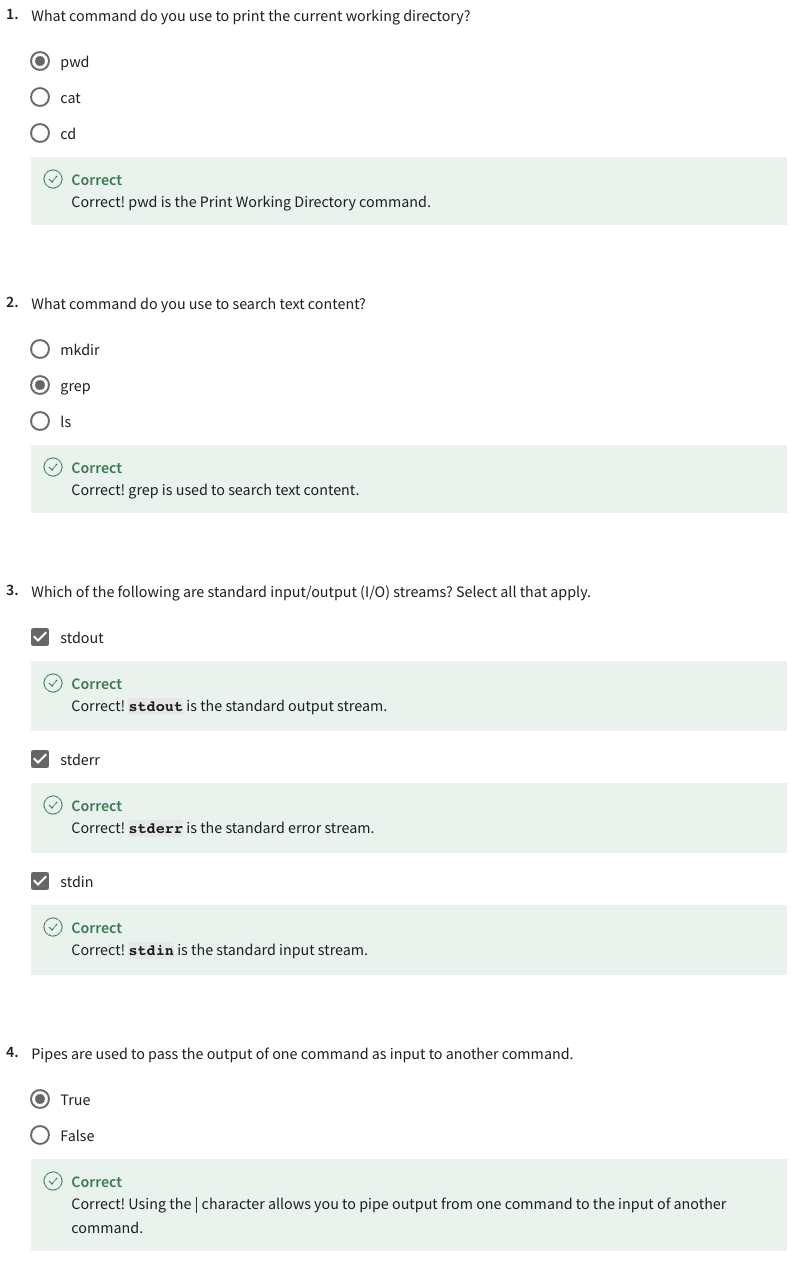 1. What command do you use to print the current working directory?
pwd
cat
cd
Correct
Correct! pwd is the Print Working Directory command.
2. What command do you use to search text content?
mkdir
grep
ls
Correct
Correct! grep is used to search text content.
3. Which of the following are standard input/output (I/O) streams? Select all that apply.
stdout
Correct
Correct! stdout is the standard output stream.
stderr
Correct
Correct! stderr is the standard error stream.
stdin
Correct
Correct! stdin is the standard input stream.
4. Pipes are used to pass the output of one command as input to another command.
True
False
Correct
Correct! Using the | character allows you to pipe output from one command to the input of another
command.